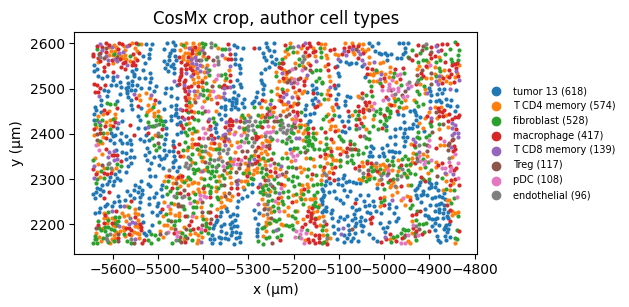 CosMx crop, author cell types
y (μm)
2600
2500
2400
2300
2200
−5600 −5500 −5400 −5300 −5200 −5100 −5000 −4900 −4800
x (μm)
tumor 13 (618)
T CD4 memory (574)
fibroblast (528)
macrophage (417)
T CD8 memory (139)
Treg (117)
pDC (108)
endothelial (96)